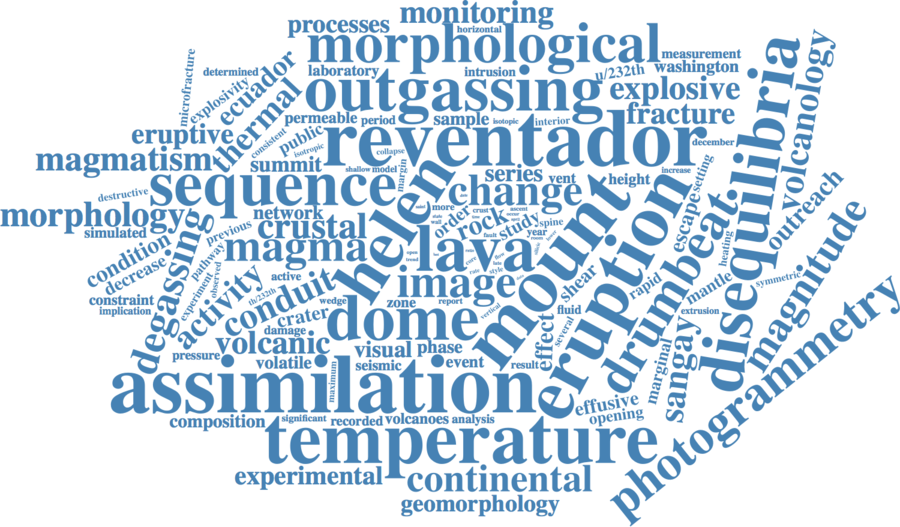 monitoring
processes
horizontal
morphological
measurement
washington
u/232th
intrusion
laboratory
determined
ecuador
microfracture
explosivity
outgassing
explosive
thermal
fracture
permeable
period
sample
isotopic
interior
eruptive
consistent
public
isotropic
reventador
december
disequilibria
volcanology
magmatism
summit
collapse
shallow
model
margin
series
vent
height
increase
setting
destructive
sequence
helens
change
mount
eruption
escape
outreach
morphology
simulated
network
previous
crustal
more
order
crust
ascent
rock
study
spine
year
fault
condition
decrease
degassing
pathway
observed
experiment
magma
lava
shear
rapid
mantle
heating
drumbeat
symmetric
magnitude
constraint
implication
activity
th/232th
active
conduit
image
style
wedge
zone
report
vertical
fluid
several
effect
extrusion
crater
damage
dome
volcanic
pressure
volatile
visual
phase
seismic
event
result
marginal
sangay
photogrammetry
assimilation
maximum
effusive
opening
composition
significant
recorded
volcanoes
analysis
temperature
experimental
continental
geomorphology